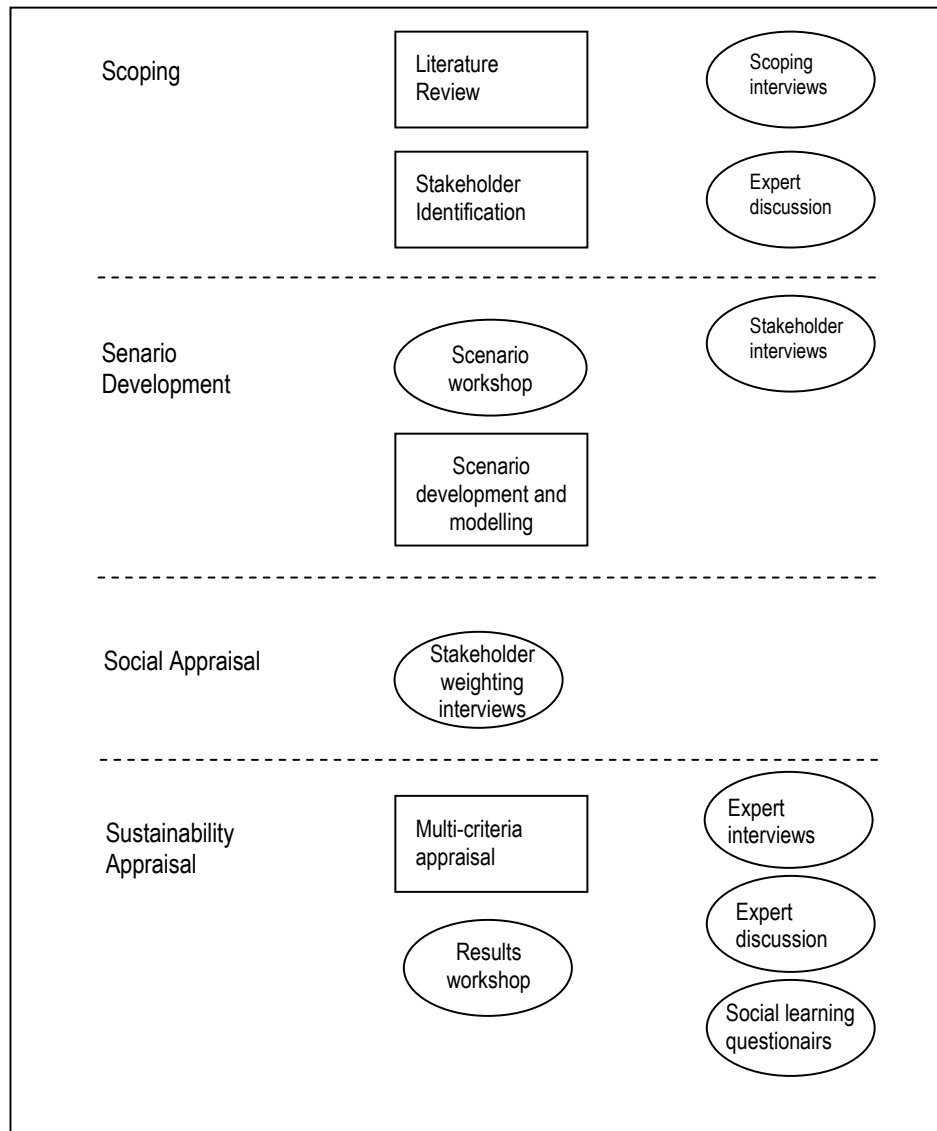 Scoping
Literature
Review
Scoping
interviews
Stakeholder
Identification
Expert
discussion
Senario
Development
Scenario
workshop
Stakeholder
interviews
Scenario
development and
modelling
Social Appraisal
Stakeholder
weighting
interviews
Sustainability
Appraisal
Multi-criteria
appraisal
Expert
interviews
Results
workshop
Expert
discussion
Social learning
questionairs